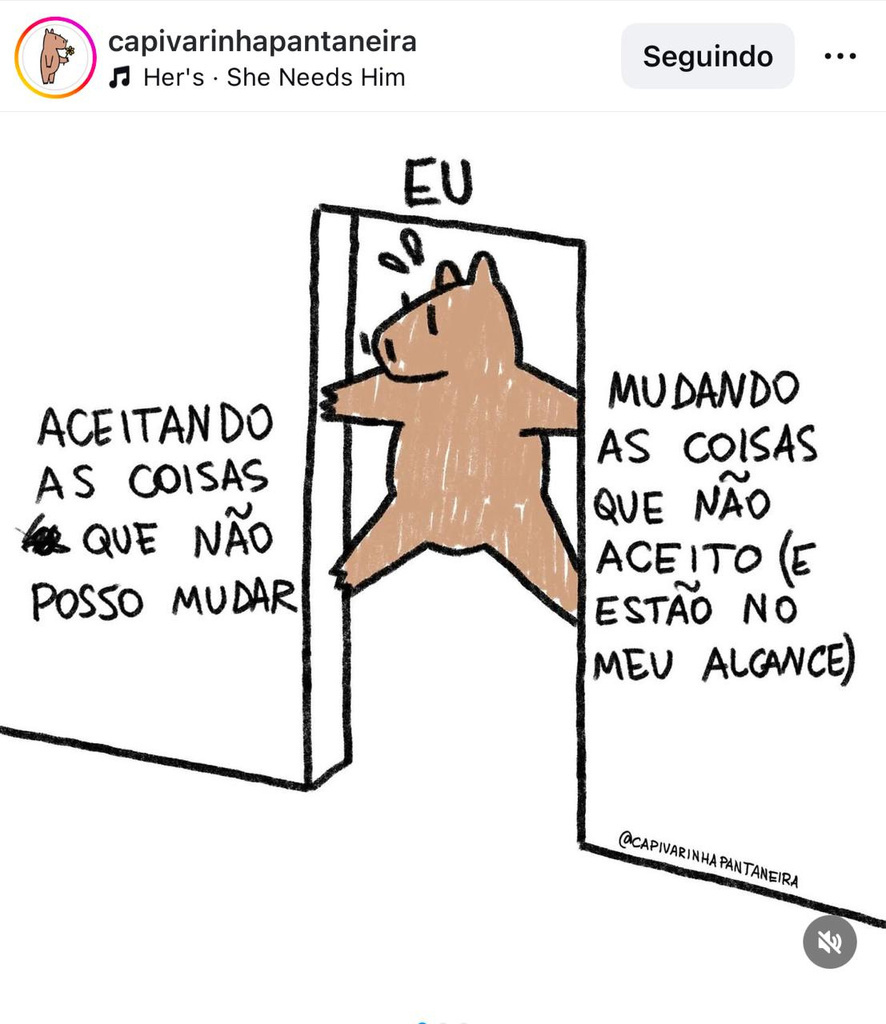 capivarinhapantaneira
Her's · She Needs Him
Seguindo
EU
ACEITANDO
AS COISAS
QUE NÃO
POSSO MUDAR
MUDANDO
AS COISAS
QUE NÃO
ACEITO (E
ESTÃO NO
MEU ALCANCE)
@CAPIVARINHAPANTANEIRA